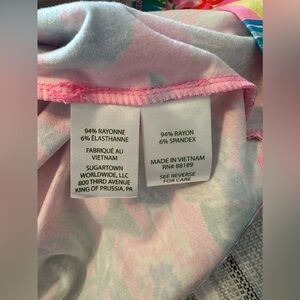 94% RAYONNE
6% ÉLASTHANNE
FABRIQUÉ AU
VIETNAM
SUGARTOWN
WORLDWIDE, LLC
800 THIRD AVENUE
KING OF PRUSSIA, PA
94% RAYON
6% SPANDEX
MADE IN VIETNAM
RN# 88189
SEE REVERSE
FOR CARE